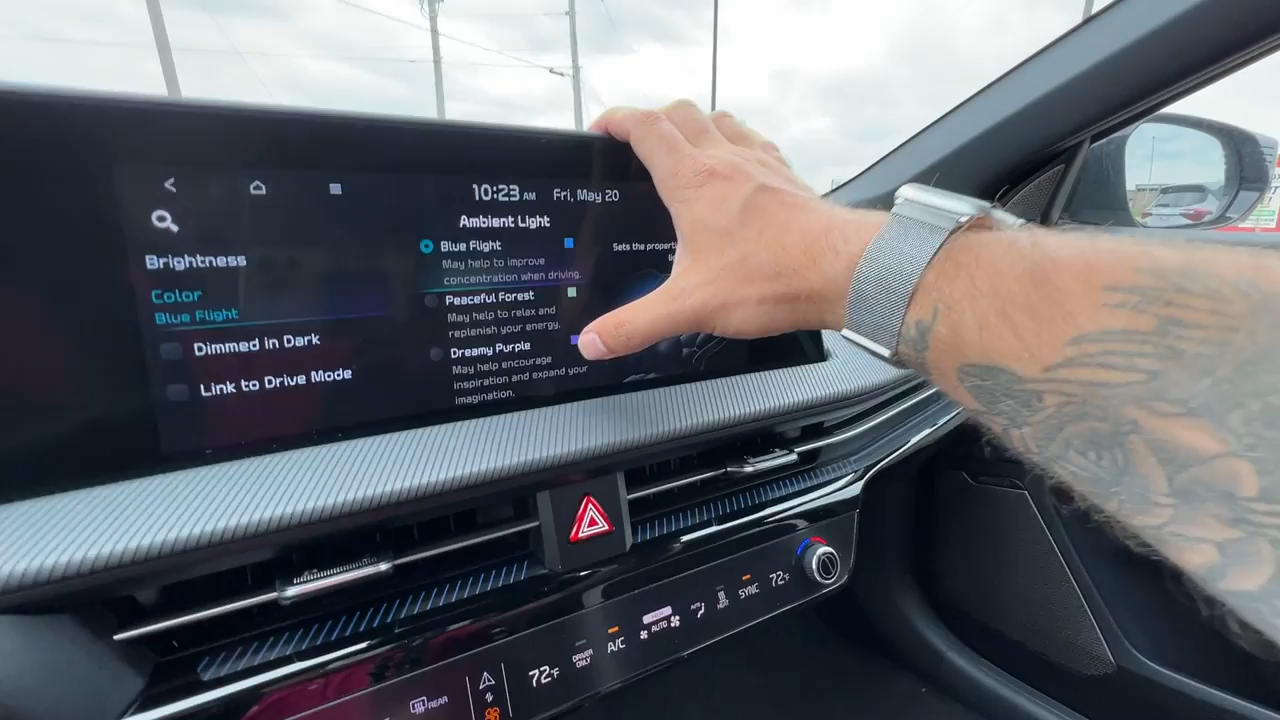 10:23 AM Fri, May 20
Ambient Light
Brightness
Color
Blue Flight
Dimmed in Dark
Link to Drive Mode
Blue Flight
May help to improve
concentration when driving.
Peaceful Forest
May help to relax and
replenish your energy.
Dreamy Purple
May help encourage
inspiration and expand your
imagination.
Sets the
REAR
72°F
DRIVER
ONLY
A/C
AUTO
AUTO
HEAT
SYNC
72°F